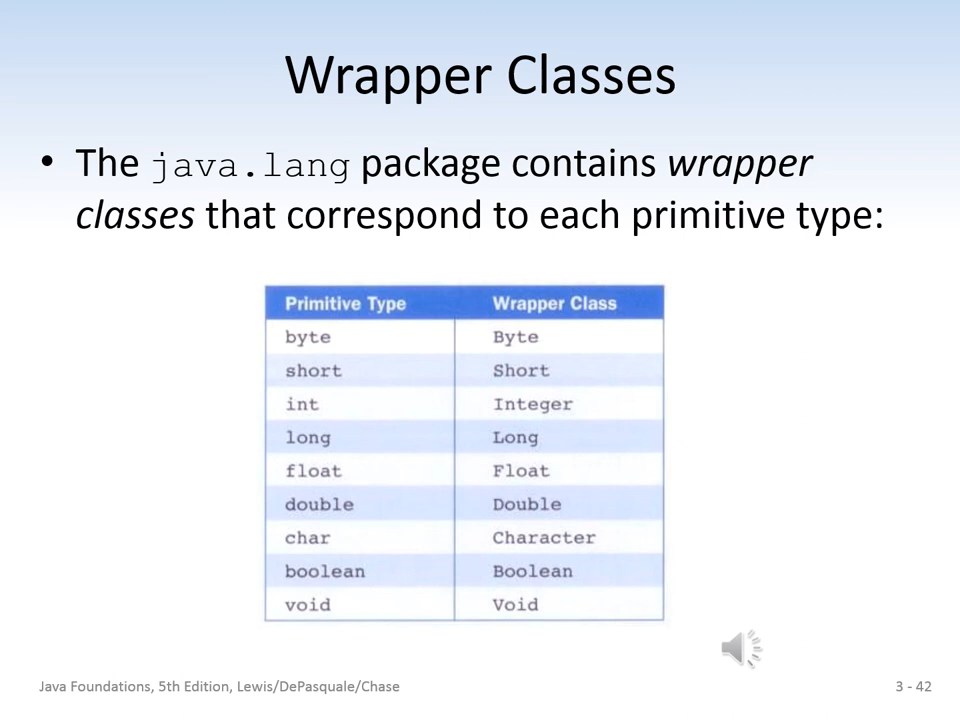 Wrapper Classes
• The java.lang package contains wrapper
classes that correspond to each primitive type:
Primitive Type Wrapper Class
byte Byte
short Short
int Integer
long Long
float Float
double Double
char Character
boolean Boolean
void Void
Java Foundations, 5th Edition, Lewis/DePasquale/Chase 3 - 42